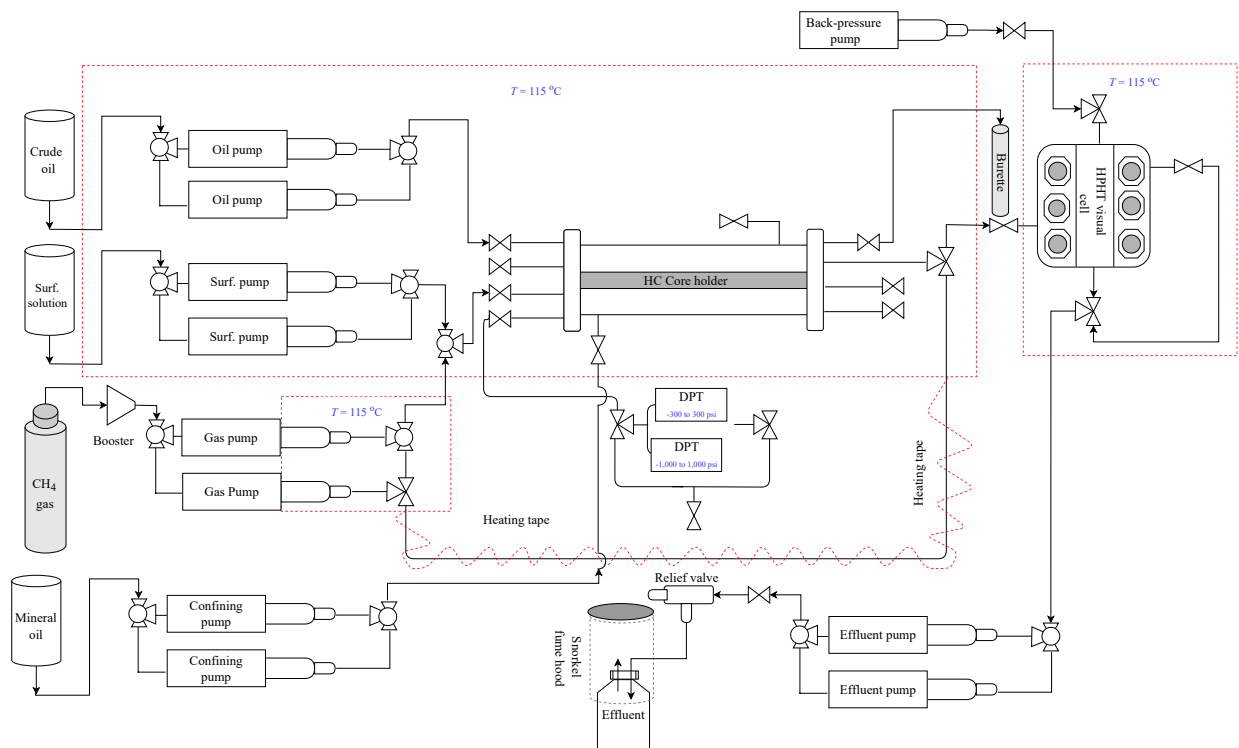 Back-pressure
pump
T = 115 °C
T = 115 °C
Crude
oil
Oil pump
Oil pump
Burette
HPHT visual
cell
Surf.
solution
Surf. pump
Surf. pump
HC Core holder
CH4
gas
Booster
Gas pump
Gas Pump
T = 115 °C
DPT
-300 to 300 psi
DPT
-1,000 to 1,000 psi
Heating tape
Heating tape
Mineral
oil
Confining
pump
Confining
pump
Relief valve
Snorkel
fume hood
Effluent
Effluent pump
Effluent pump